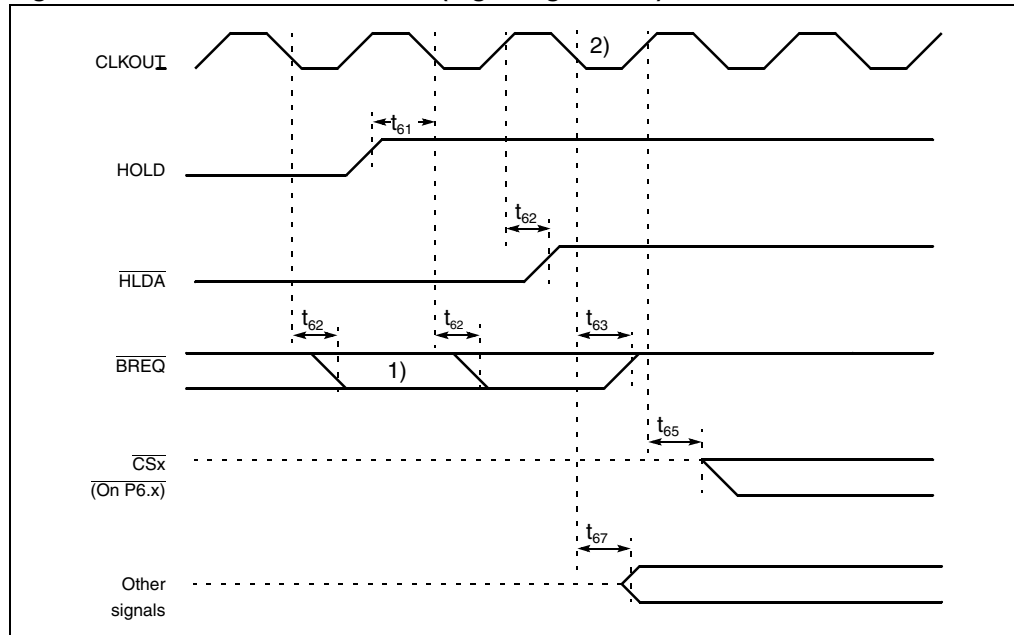 CLKOUT
2)
t61
HOLD
t62
HLDA
t62
t62
t63
BREQ
1)
t65
CSx
(On P6.x)
t67
Other
signals